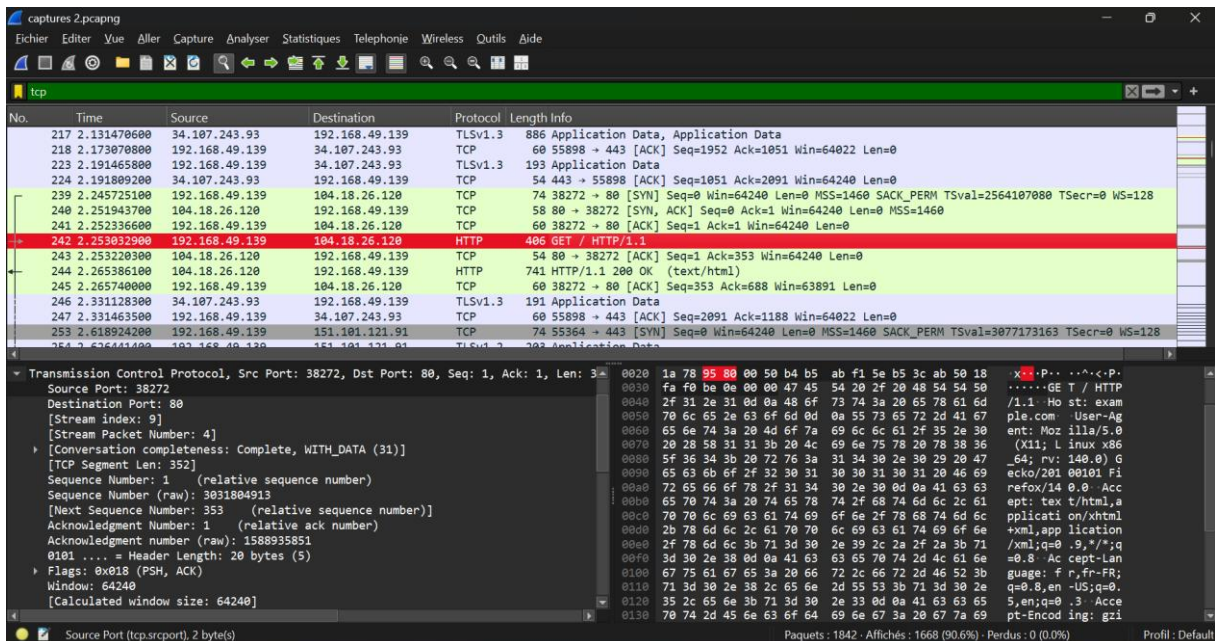 captures 2.pcapng
Fichier Editer Vue Aller Capture Analyser Statistiques Telephonie Wireless Outils Aide
tcp
No. Time Source Destination Protocol Length Info
217 2.131470600 34.107.243.93 192.168.49.139 TLSv1.3 886 Application Data, Application Data
218 2.173070800 192.168.49.139 34.107.243.93 TCP 60 55898 → 443 [ACK] Seq=1952 Ack=1051 Win=64022 Len=0
223 2.191465800 192.168.49.139 34.107.243.93 TLSv1.3 193 Application Data
224 2.191809200 34.107.243.93 192.168.49.139 TCP 54 443 → 55898 [ACK] Seq=1051 Ack=2091 Win=64240 Len=0
239 2.245725100 192.168.49.139 104.18.26.120 TCP 74 38272 → 80 [SYN] Seq=0 Win=64240 Len=0 MSS=1460 SACK_PERM TSval=2564107080 TSecr=0 WS=128
240 2.251943700 104.18.26.120 192.168.49.139 TCP 58 80 → 38272 [SYN, ACK] Seq=0 Ack=1 Win=64240 Len=0 MSS=1460
241 2.252336600 192.168.49.139 104.18.26.120 TCP 60 38272 → 80 [ACK] Seq=1 Ack=1 Win=64240 Len=0
242 2.253032900 192.168.49.139 104.18.26.120 HTTP 406 GET / HTTP/1.1
243 2.253220300 104.18.26.120 192.168.49.139 TCP 54 80 → 38272 [ACK] Seq=1 Ack=353 Win=64240 Len=0
244 2.265386100 104.18.26.120 192.168.49.139 HTTP 741 HTTP/1.1 200 OK (text/html)
245 2.265740000 192.168.49.139 104.18.26.120 TCP 60 38272 → 80 [ACK] Seq=353 Ack=688 Win=63891 Len=0
246 2.331128300 34.107.243.93 192.168.49.139 TLSv1.3 191 Application Data
247 2.331463500 192.168.49.139 34.107.243.93 TCP 60 55898 → 443 [ACK] Seq=2091 Ack=1188 Win=64022 Len=0
253 2.618924200 192.168.49.139 151.101.121.91 TCP 74 55364 → 443 [SYN] Seq=0 Win=64240 Len=0 MSS=1460 SACK_PERM TSval=3077173163 TSecr=0 WS=128
Transmission Control Protocol, Src Port: 38272, Dst Port: 80, Seq: 1, Ack: 1, Len: 3
Source Port: 38272
Destination Port: 80
[Stream index: 9]
[Stream Packet Number: 4]
[Conversation completeness: Complete, WITH_DATA (31)]
[TCP Segment Len: 352]
Sequence Number: 1 (relative sequence number)
Sequence Number (raw): 3031804913
[Next Sequence Number: 353 (relative sequence number)]
Acknowledgment Number: 1 (relative ack number)
Acknowledgment number (raw): 1588935851
0101 .... = Header Length: 20 bytes (5)
Flags: 0x018 (PSH, ACK)
Window: 64240
[Calculated window size: 64240]
0020 1a 78 95 80 00 50 b4 b5 ab f1 5e b5 3c ab 50 18 ·x···P·· ··^·<·P·
0030 fa f0 be 0e 00 00 47 45 54 20 2f 20 48 54 54 50 ······GE T / HTTP
0040 2f 31 2e 31 0d 0a 48 6f 73 74 3a 20 65 78 61 6d /1.1··Ho st: exam
0050 70 6c 65 2e 63 6f 6d 0d 0a 55 73 65 72 2d 41 67 ple.com· ·User-Ag
0060 65 6e 74 3a 20 4d 6f 7a 69 6c 6c 61 2f 35 2e 30 ent: Moz illa/5.0
0070 20 28 58 31 31 3b 20 4c 69 6e 75 78 20 78 38 36 (X11; L inux x86
0080 5f 36 34 3b 20 72 76 3a 31 34 30 2e 30 29 20 47 _64; rv: 140.0) G
0090 65 63 6b 6f 2f 32 30 31 30 30 31 30 31 20 46 69 ecko/201 00101 Fi
00a0 72 65 66 6f 78 2f 31 34 30 2e 30 0d 0a 41 63 63 refox/14 0.0··Acc
00b0 65 70 74 3a 20 74 65 78 74 2f 68 74 6d 6c 2c 61 ept: tex t/html,a
00c0 70 70 6c 69 63 61 74 69 6f 6e 2f 78 68 74 6d 6c pplicati on/xhtml
00d0 2b 78 6d 6c 2c 61 70 70 6c 69 63 61 74 69 6f 6e +xml,app lication
00e0 2f 78 6d 6c 3b 71 3d 30 2e 39 2c 2a 2f 2a 3b 71 /xml;q=0 .9,*/*;q
00f0 3d 30 2e 38 0d 0a 41 63 63 65 70 74 2d 4c 61 6e =0.8··Ac cept-Lan
0100 67 75 61 67 65 3a 20 66 72 2c 66 72 2d 46 52 3b guage: f r,fr-FR;
0110 71 3d 30 2e 38 2c 65 6e 2d 55 53 3b 71 3d 30 2e q=0.8,en -US;q=0.
0120 35 2c 65 6e 3b 71 3d 30 2e 33 0d 0a 41 63 63 65 5,en;q=0 .3··Acce
0130 70 74 2d 45 6e 63 6f 64 69 6e 67 3a 20 67 7a 69 pt-Encod ing: gzi
Source Port (tcp.srcport), 2 byte(s)
Paquets : 1842 · Affichés : 1668 (90.6%) · Perdus : 0 (0.0%)
Profil : Default